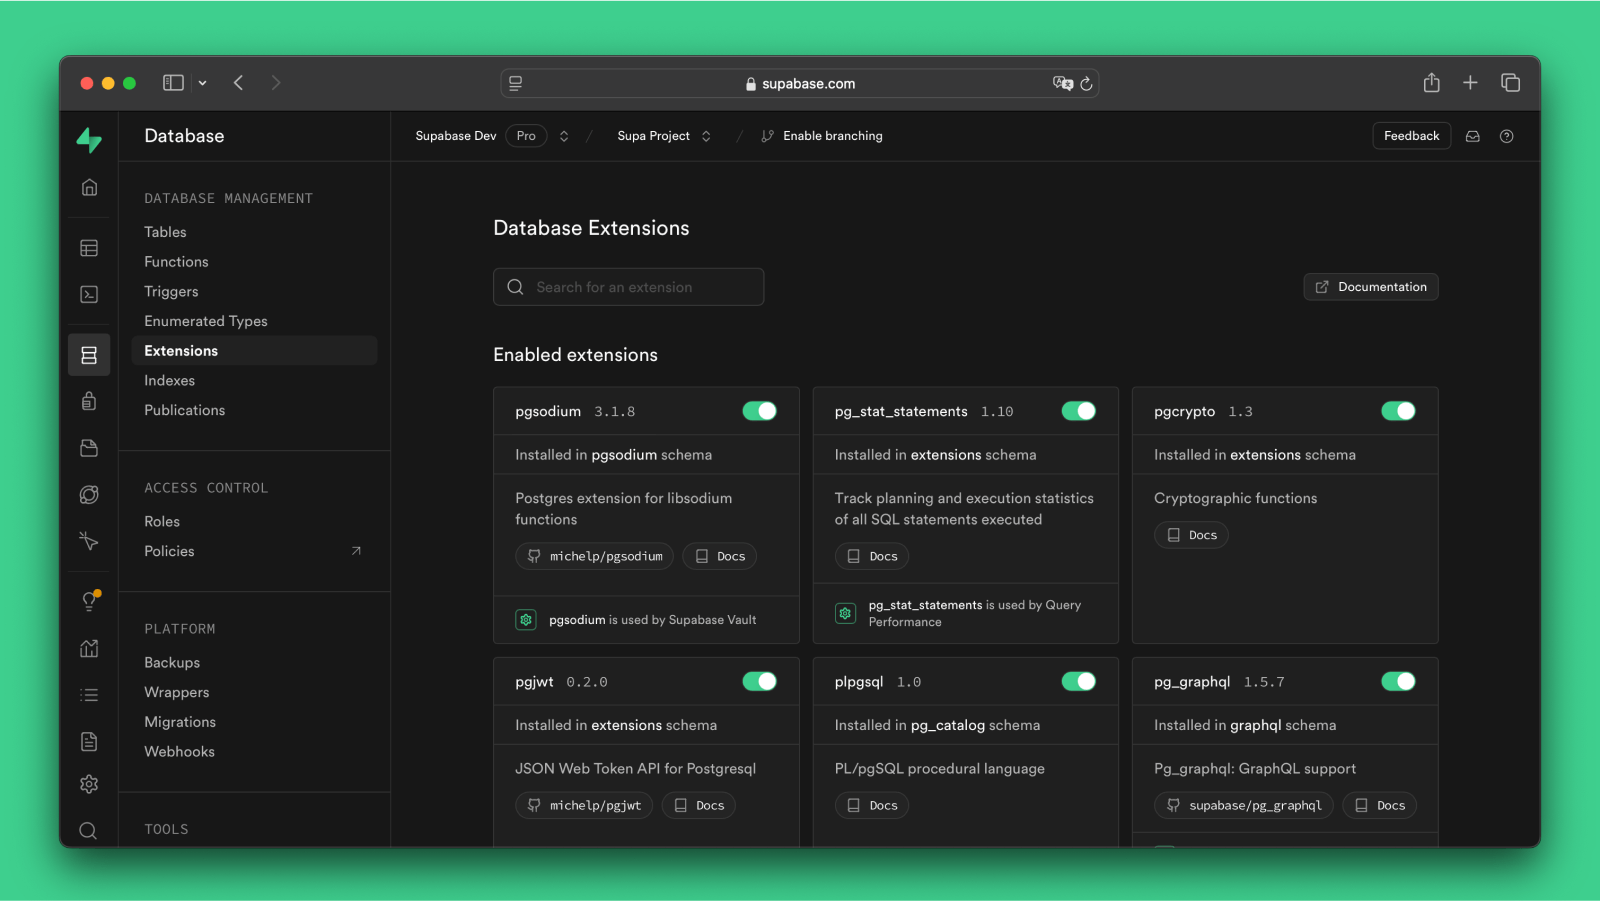 supabase.com
Database
Supabase Dev Pro / Supa Project / Enable branching
Feedback
DATABASE MANAGEMENT
Tables
Functions
Triggers
Enumerated Types
Extensions
Indexes
Publications
ACCESS CONTROL
Roles
Policies
PLATFORM
Backups
Wrappers
Migrations
Webhooks
TOOLS
Database Extensions
Search for an extension
Documentation
Enabled extensions
pgsodium 3.1.8
Installed in pgsodium schema
Postgres extension for libsodium
functions
michelp/pgsodium Docs
pgsodium is used by Supabase Vault
pg_stat_statements 1.10
Installed in extensions schema
Track planning and execution statistics
of all SQL statements executed
Docs
pg_stat_statements is used by Query
Performance
pgcrypto 1.3
Installed in extensions schema
Cryptographic functions
Docs
pgjwt 0.2.0
Installed in extensions schema
JSON Web Token API for Postgresql
michelp/pgjwt Docs
plpgsql 1.0
Installed in pg_catalog schema
PL/pgSQL procedural language
Docs
pg_graphql 1.5.7
Installed in graphql schema
Pg_graphql: GraphQL support
supabase/pg_graphql Docs